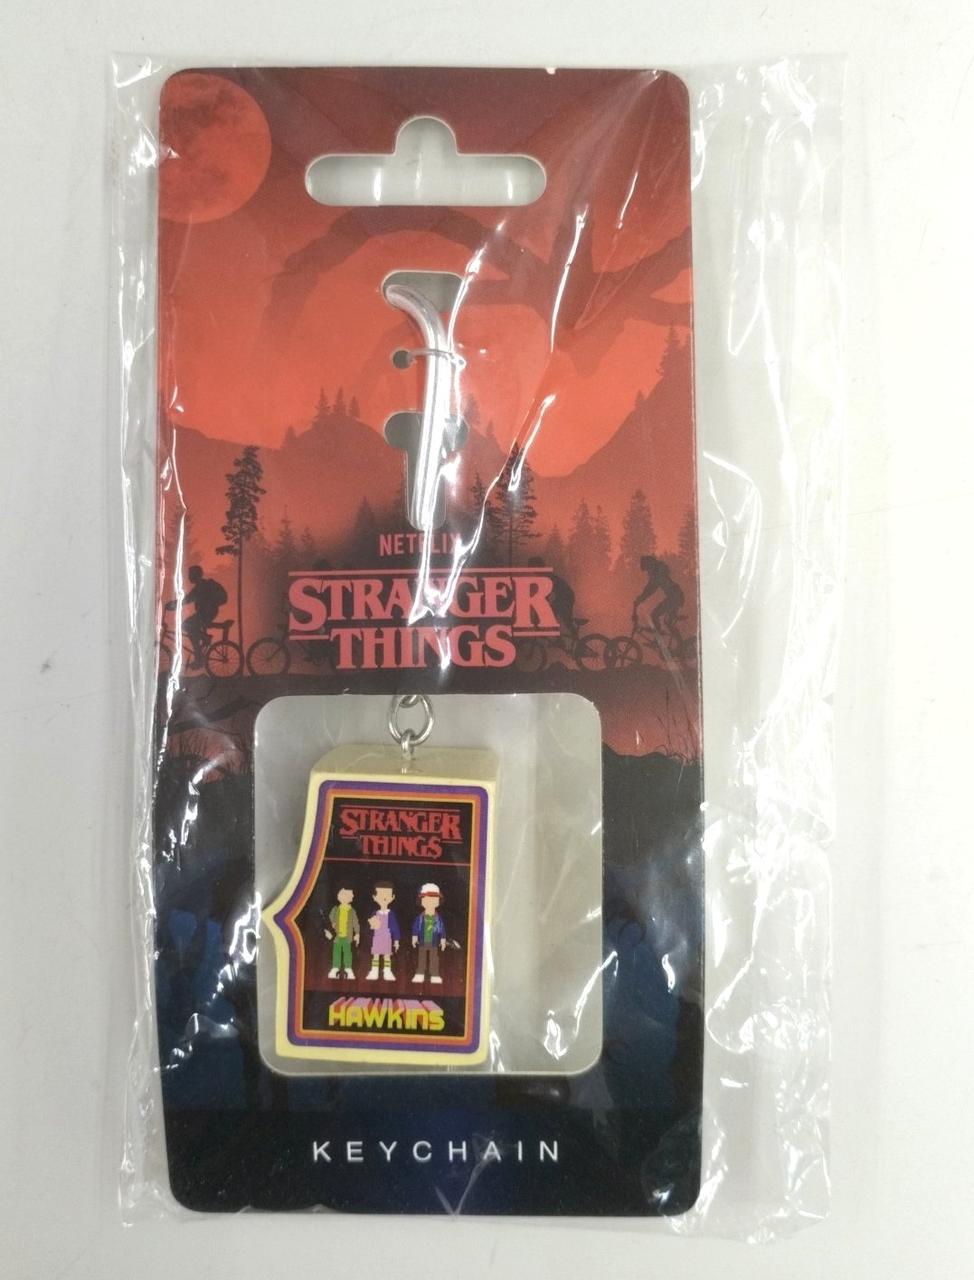 NETFLIX
STRANGER
THINGS
STRANGER
THINGS
HAWKINS
KEYCHAIN